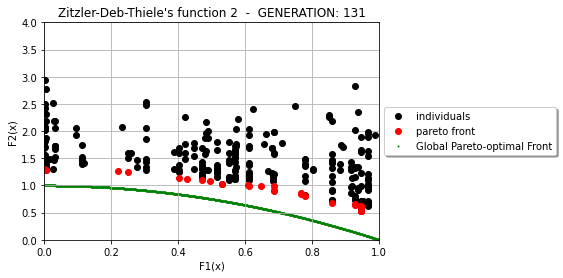 Zitzler-Deb-Thiele's function 2 - GENERATION: 131
4.0
3.5
3.0
2.5
2.0
1.5
1.0
0.5
0.0
F2(x)
0.0 0.2 0.4 0.6 0.8 1.0
F1(x)
individuals
pareto front
Global Pareto-optimal Front